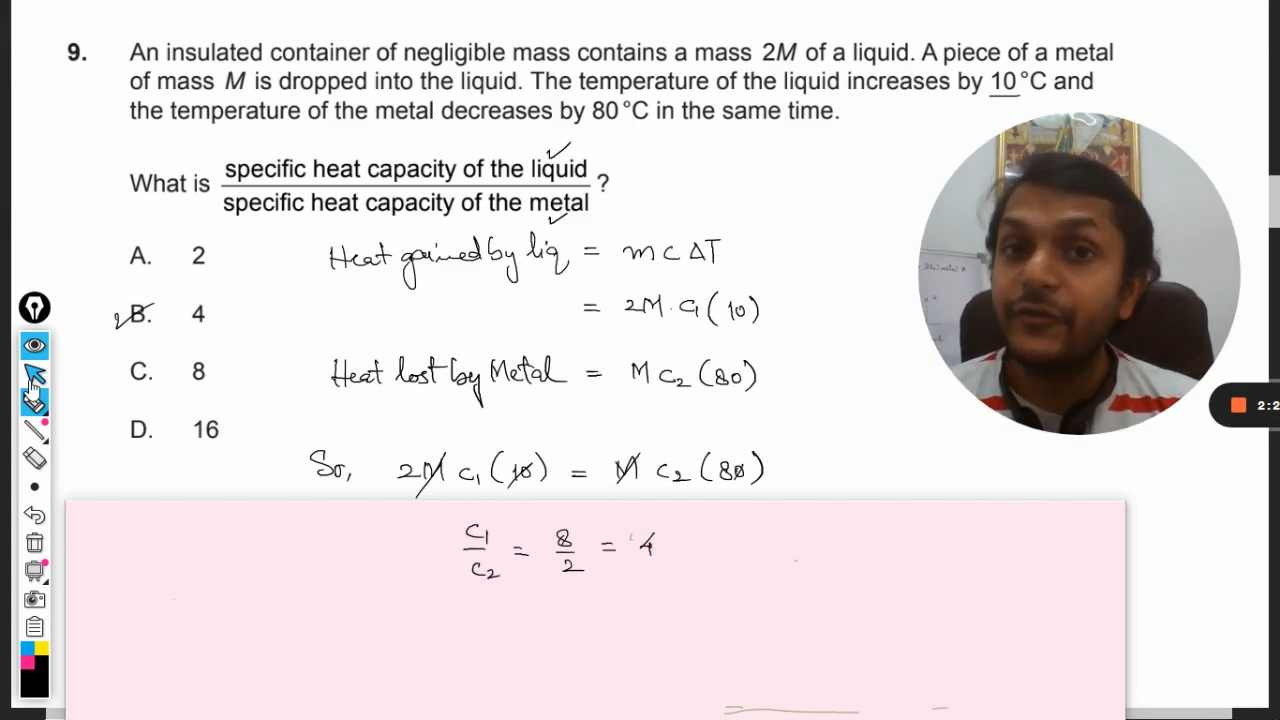 9. An insulated container of negligible mass contains a mass 2M of a liquid. A piece of a metal
of mass M is dropped into the liquid. The temperature of the liquid increases by 10 °C and
the temperature of the metal decreases by 80 °C in the same time.
What is specific heat capacity of the liquid / specific heat capacity of the metal ?
A. 2
Heat gained by liq = m C ΔT
B. 4
= 2M . C1 (10)
C. 8
Heat lost by Metal = M C2 (80)
D. 16
So, 2M C1 (10) = M C2 (80)
C1 / C2 = 8 / 2 = 4
2:2